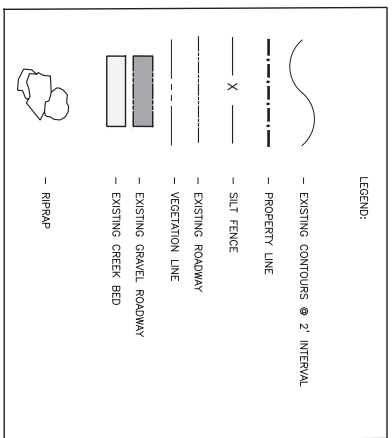 LEGEND:
– EXISTING CONTOURS @ 2' INTERVAL
– PROPERTY LINE
X – SILT FENCE
– EXISTING ROADWAY
– VEGETATION LINE
– EXISTING GRAVEL ROADWAY
– EXISTING CREEK BED
– RIPRAP